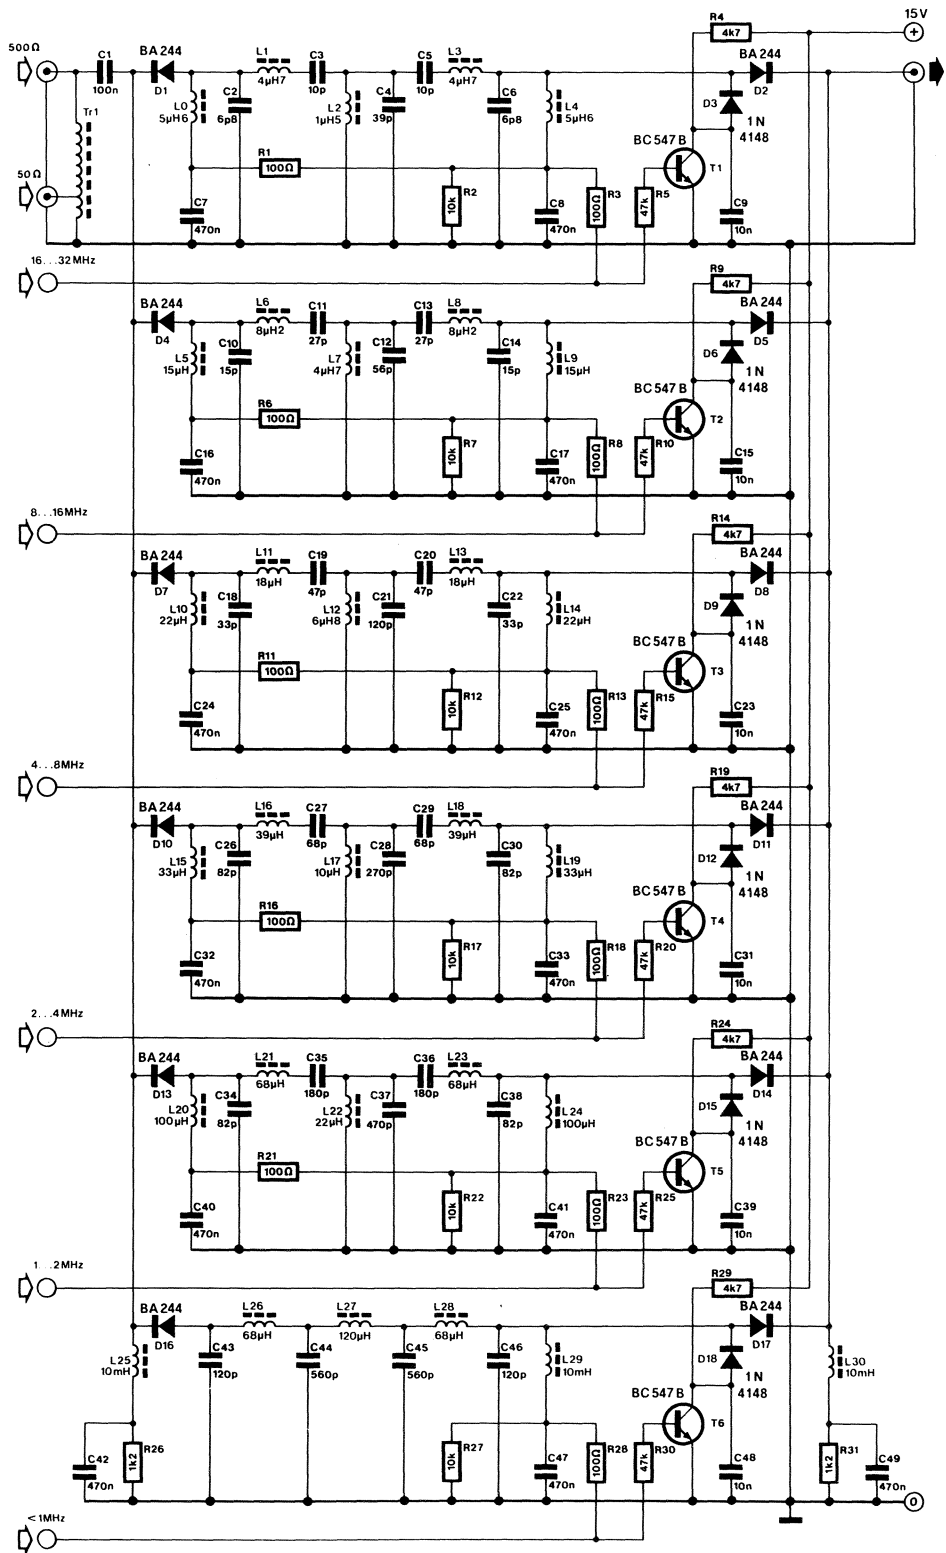 R4
15V
4k7
+
500Ω
C1
BA 244
L1
C3
C5
L3
BA 244
100n
D1
4µH7
10p
10p
4µH7
D2
Tr1
L0
5µH6
C2
6p8
L2
1µH5
C4
39p
C6
6p8
L4
5µH6
D3
1N
4148
BC 547 B
50Ω
R1
100Ω
T1
R2
10k
R3
100Ω
R5
47k
C7
470n
C8
470n
C9
10n
16...32MHz
R9
4k7
BA 244
L6
C11
C13
L8
BA 244
D4
8µH2
27p
27p
8µH2
D5
L5
15µH
C10
15p
L7
4µH7
C12
56p
C14
15p
L9
15µH
D6
1N
4148
BC 547 B
R6
100Ω
T2
R7
10k
R8
100Ω
R10
47k
C16
470n
C17
470n
C15
10n
8...16MHz
R14
4k7
BA 244
L11
C19
C20
L13
BA 244
D7
18µH
47p
47p
18µH
D8
L10
22µH
C18
33p
L12
6µH8
C21
120p
C22
33p
L14
22µH
D9
1N
4148
BC 547 B
R11
100Ω
T3
R12
10k
R13
100Ω
R15
47k
C24
470n
C25
470n
C23
10n
4...8MHz
R19
4k7
BA 244
L16
C27
C29
L18
BA 244
D10
39µH
68p
68p
39µH
D11
L15
33µH
C26
82p
L17
10µH
C28
270p
C30
82p
L19
33µH
D12
1N
4148
BC 547 B
R16
100Ω
T4
R17
10k
R18
100Ω
R20
47k
C32
470n
C33
470n
C31
10n
2...4MHz
R24
4k7
BA 244
L21
C35
C36
L23
BA 244
D13
68µH
180p
180p
68µH
D14
L20
100µH
C34
82p
L22
22µH
C37
470p
C38
82p
L24
100µH
D15
1N
4148
BC 547 B
R21
100Ω
T5
R22
10k
R23
100Ω
R25
47k
C40
470n
C41
470n
C39
10n
1...2MHz
R29
4k7
BA 244
L26
L27
L28
BA 244
D16
68µH
120µH
68µH
D17
L25
10mH
C43
120p
C44
560p
C45
560p
C46
120p
L29
10mH
D18
1N
4148
L30
10mH
BC 547 B
T6
C42
470n
R26
1k2
R27
10k
C47
470n
R28
100Ω
R30
47k
C48
10n
R31
1k2
C49
470n
0
<1MHz